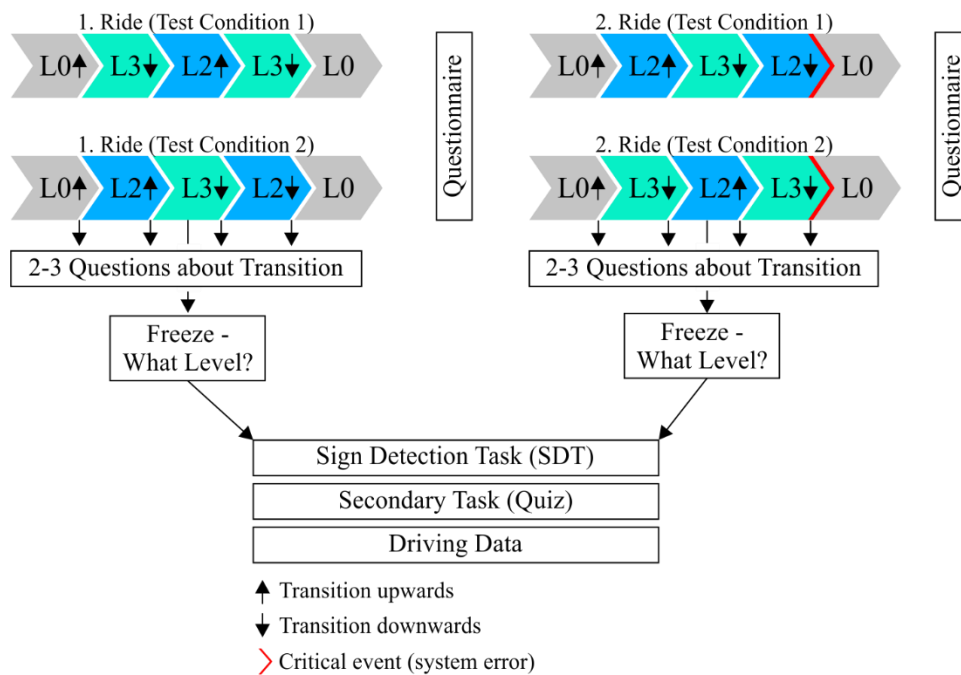 1. Ride (Test Condition 1)
L0 L3 L2 L3 L0
Questionnaire
1. Ride (Test Condition 2)
L0 L2 L3 L2 L0
2-3 Questions about Transition
Freeze -
What Level?
2. Ride (Test Condition 1)
L0 L2 L3 L2 L0
Questionnaire
2. Ride (Test Condition 2)
L0 L3 L2 L3 L0
2-3 Questions about Transition
Freeze -
What Level?
Sign Detection Task (SDT)
Secondary Task (Quiz)
Driving Data
Transition upwards
Transition downwards
Critical event (system error)